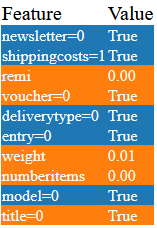 Feature Value
newsletter=0 True
shippingcosts=1 True
remi 0.00
voucher=0 True
deliverytype=0 True
entry=0 True
weight 0.01
numberitems 0.00
model=0 True
title=0 True